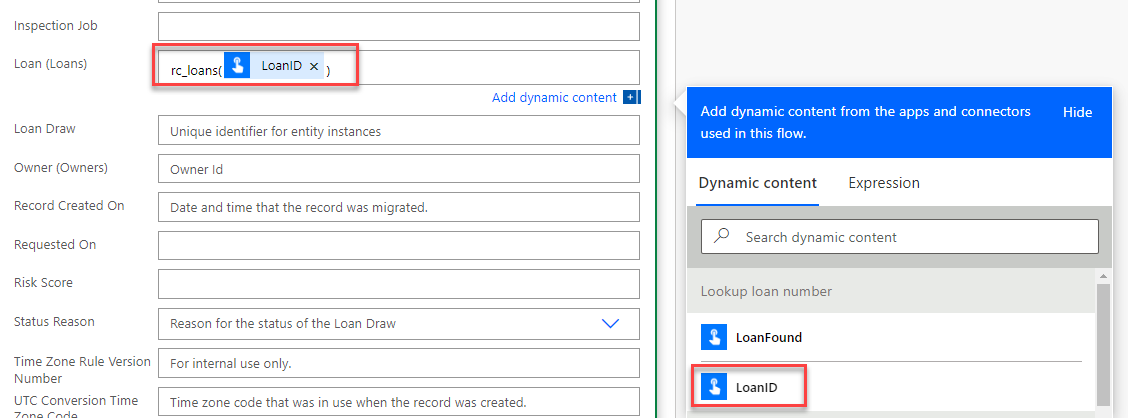 Inspection Job
Loan (Loans)
rc_loans( LoanID × )
Add dynamic content
Loan Draw
Unique identifier for entity instances
Owner (Owners)
Owner Id
Record Created On
Date and time that the record was migrated.
Requested On
Risk Score
Status Reason
Reason for the status of the Loan Draw
Time Zone Rule Version
Number
For internal use only.
UTC Conversion Time
Zone Code
Time zone code that was in use when the record was created.
Add dynamic content from the apps and connectors
used in this flow.
Hide
Dynamic content
Expression
Search dynamic content
Lookup loan number
LoanFound
LoanID